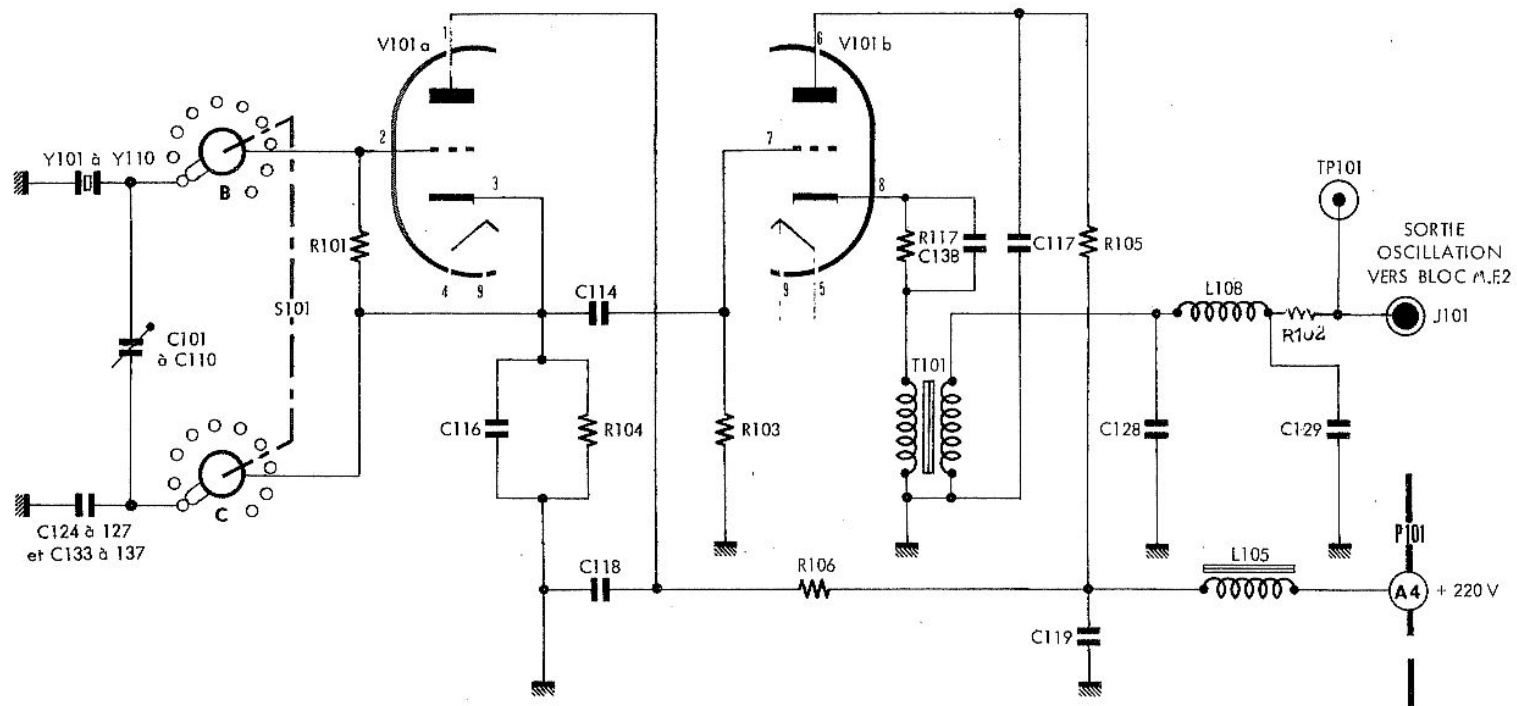 1
V101a
6
V101b
2
7
Y101 à Y110
B
3
8
TP101
R101
R117
C138
C117
R105
SORTIE
OSCILLATION
VERS BLOC M.F.2
4
9
9
5
C114
L108
S101
J101
R102
C101
à C110
T101
C116
R104
R103
C128
C129
C
C124 à 127
et C133 à 137
P101
C118
R106
L105
A4
+ 220 V
C119